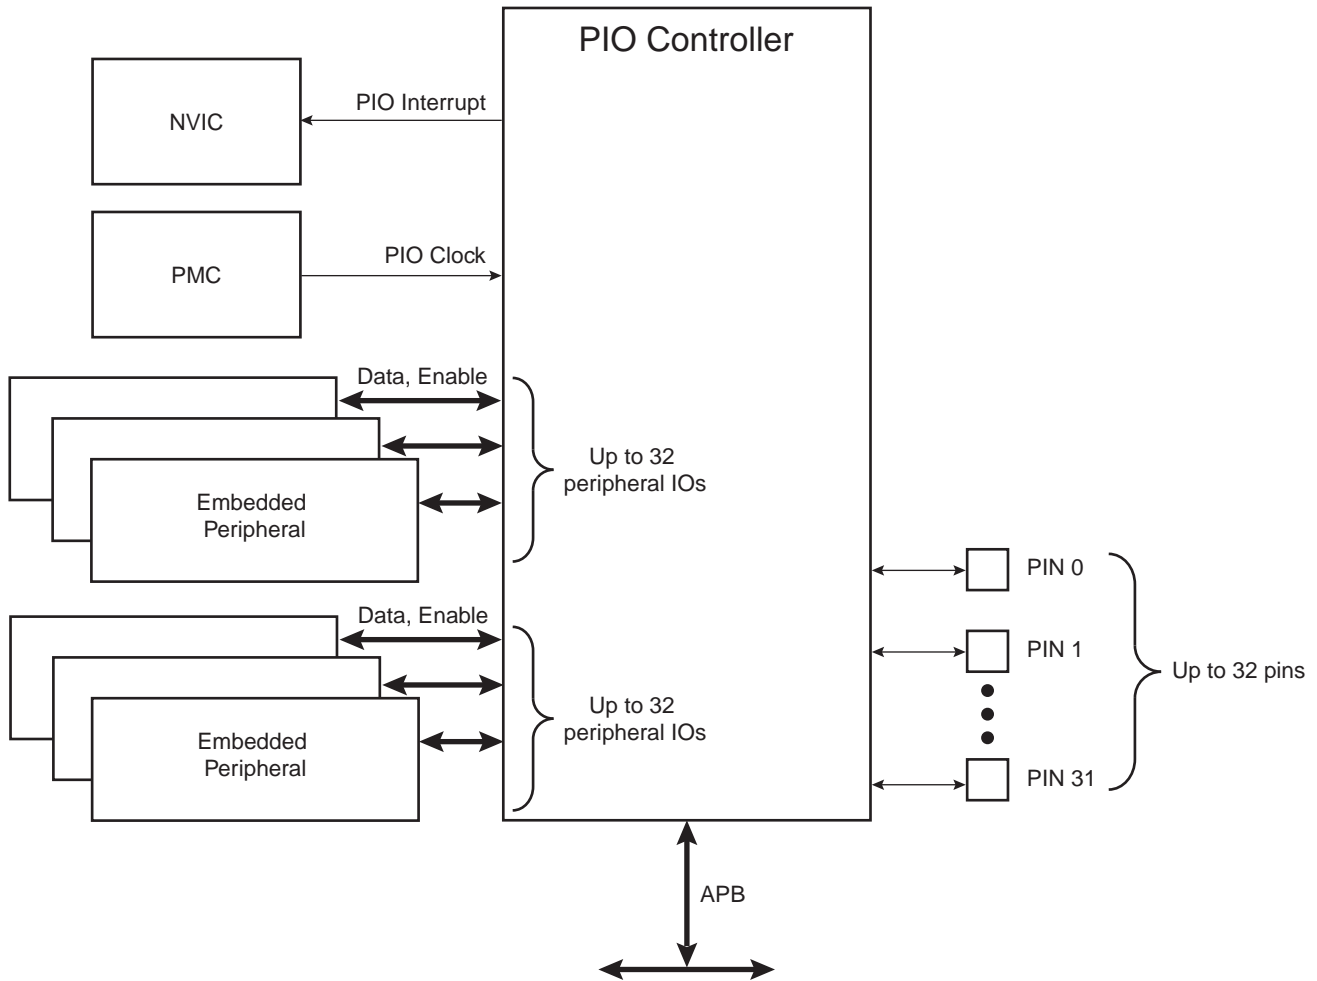 PIO Controller
PIO Interrupt
NVIC
PIO Clock
PMC
Data, Enable
Up to 32
peripheral IOs
Embedded
Peripheral
PIN 0
Data, Enable
PIN 1
Up to 32 pins
Up to 32
peripheral IOs
Embedded
Peripheral
PIN 31
APB